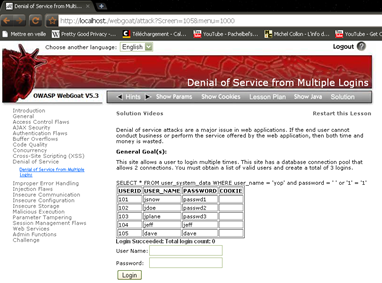 Denial of Service from Multi...
http://localhost./webgoat/attack?Screen=1058menu=1000
Mettre en veille
Pretty Good Privacy - ...
Téléchargement - Cal...
YouTube - Pachelbel's...
Michel Collon - L'info d...
YouTube - F
Choose another language: English
Logout
Denial of Service from Multiple Logins
OWASP WebGoat V5.3
Hints
Show Params
Show Cookies
Lesson Plan
Show Java
Solution
Introduction
General
Access Control Flaws
AJAX Security
Authentication Flaws
Buffer Overflows
Code Quality
Concurrency
Cross-Site Scripting (XSS)
Denial of Service
Denial of Service from Multiple
Logins
Improper Error Handling
Injection Flaws
Insecure Communication
Insecure Configuration
Insecure Storage
Malicious Execution
Parameter Tampering
Session Management Flaws
Web Services
Admin Functions
Challenge
Solution Videos
Restart this Lesson
Denial of service attacks are a major issue in web applications. If the end user cannot
conduct business or perform the service offered by the web application, then both time and
money is wasted.
General Goal(s):
This site allows a user to login multiple times. This site has a database connection pool that
allows 2 connections. You must obtain a list of valid users and create a total of 3 logins.
SELECT * FROM user_system_data WHERE user_name = 'yop' and password = ' ' or '1' = '1'
USERID USER_NAME PASSWORD COOKIE
101 jsnow passwd1
102 jdoe passwd2
103 jplane passwd3
104 jeff jeff
105 dave dave
Login Succeeded: Total login count: 0
User Name:
Password:
Login